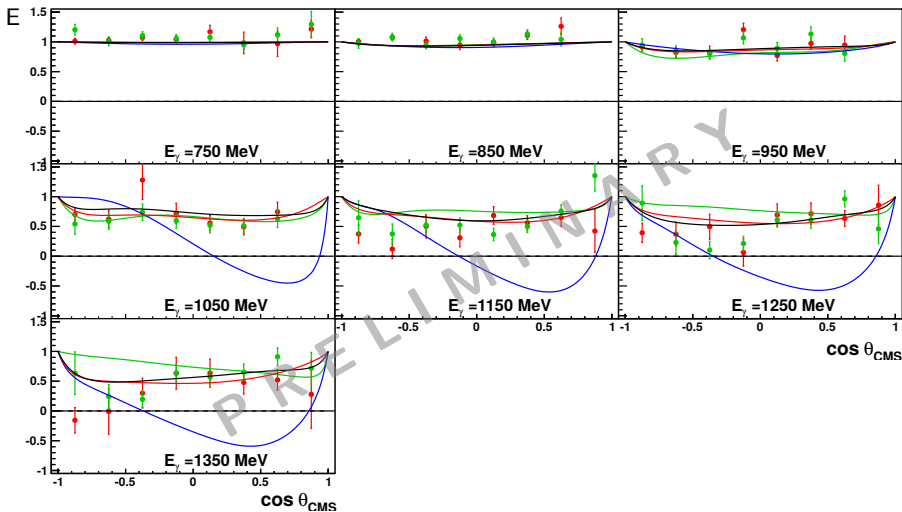 E
1.5
1
0.5
0
-0.5
E_γ =750 MeV
E_γ =850 MeV
E_γ =950 MeV
1.5
1
0.5
0
-0.5
-1
E_γ =1050 MeV
-1 -0.5 0 0.5 1
E_γ =1150 MeV
-1 -0.5 0 0.5 1
E_γ =1250 MeV
cos θ_CMS
1.5
1
0.5
0
-0.5
-1
E_γ =1350 MeV
-1 -0.5 0 0.5 1
cos θ_CMS
PRELIMINARY